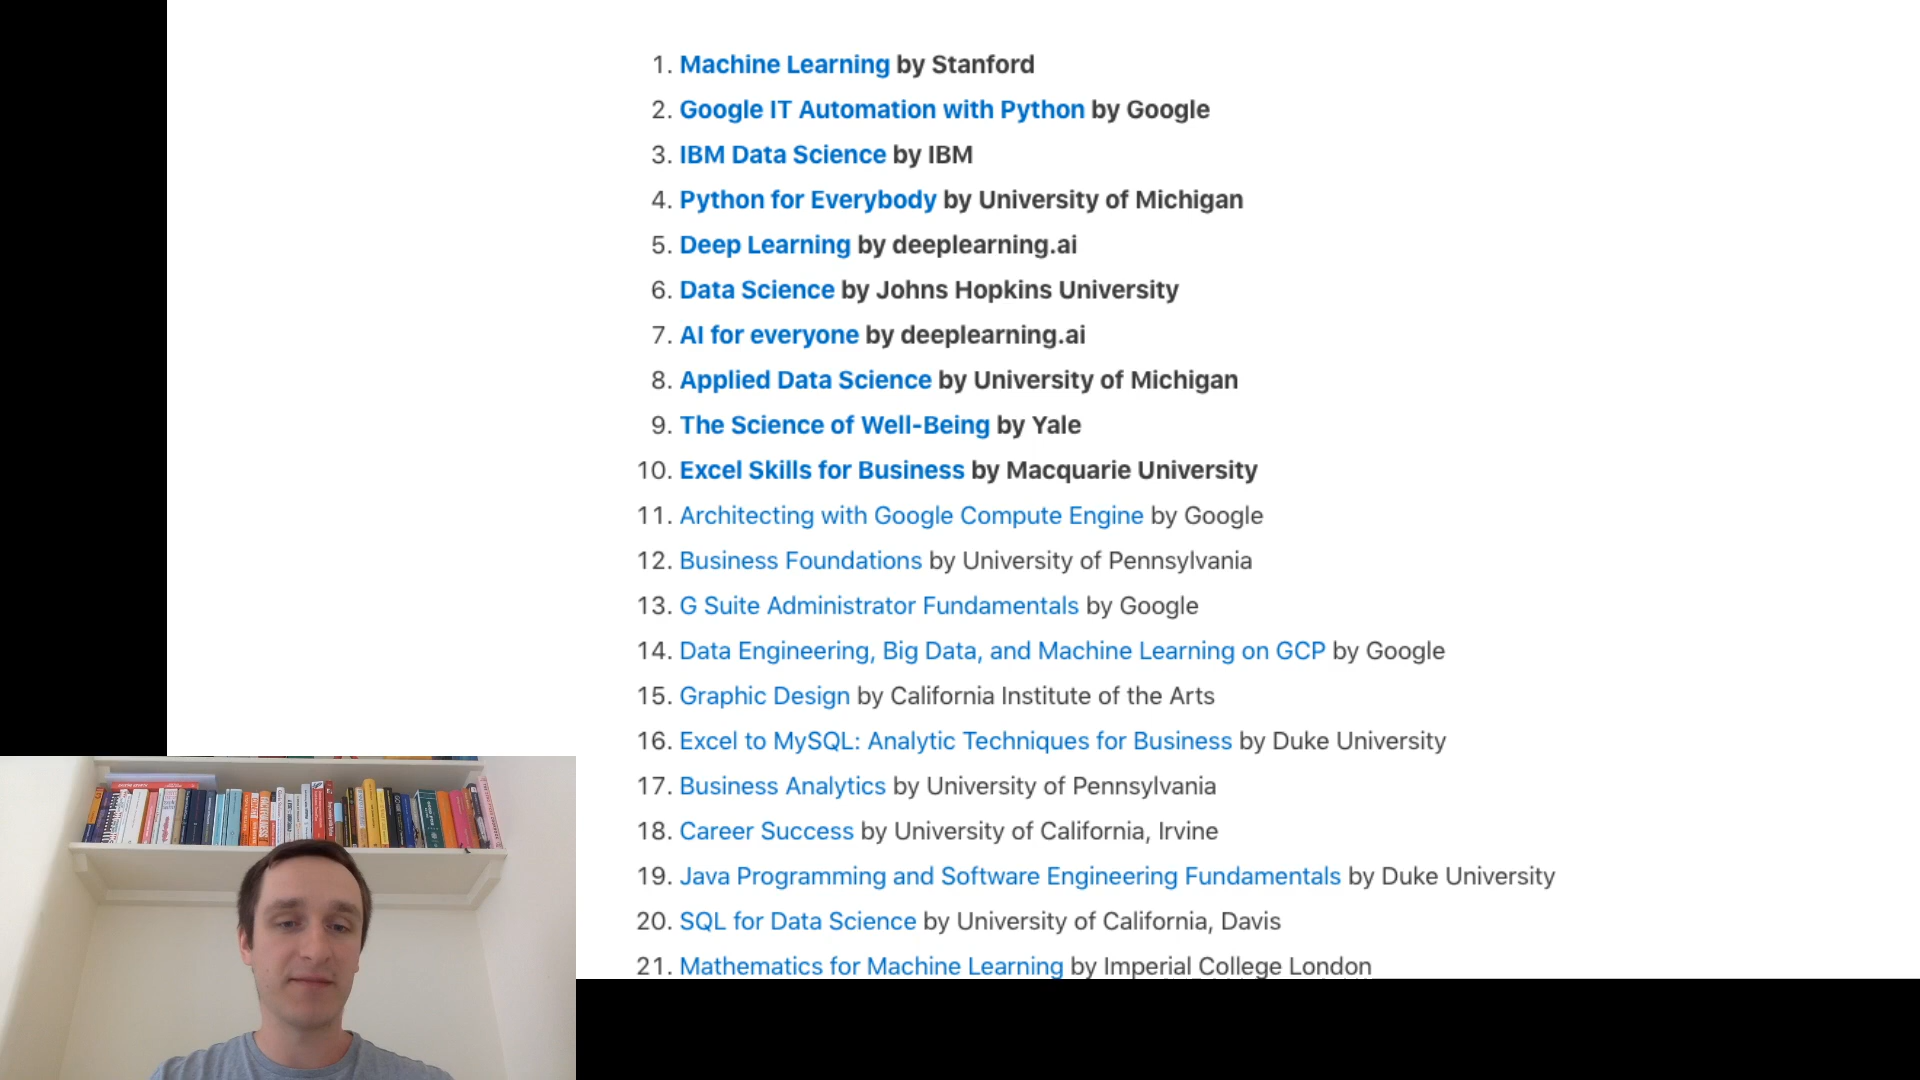 1. Machine Learning by Stanford
2. Google IT Automation with Python by Google
3. IBM Data Science by IBM
4. Python for Everybody by University of Michigan
5. Deep Learning by deeplearning.ai
6. Data Science by Johns Hopkins University
7. AI for everyone by deeplearning.ai
8. Applied Data Science by University of Michigan
9. The Science of Well-Being by Yale
10. Excel Skills for Business by Macquarie University
11. Architecting with Google Compute Engine by Google
12. Business Foundations by University of Pennsylvania
13. G Suite Administrator Fundamentals by Google
14. Data Engineering, Big Data, and Machine Learning on GCP by Google
15. Graphic Design by California Institute of the Arts
16. Excel to MySQL: Analytic Techniques for Business by Duke University
17. Business Analytics by University of Pennsylvania
18. Career Success by University of California, Irvine
19. Java Programming and Software Engineering Fundamentals by Duke University
20. SQL for Data Science by University of California, Davis
21. Mathematics for Machine Learning by Imperial College London